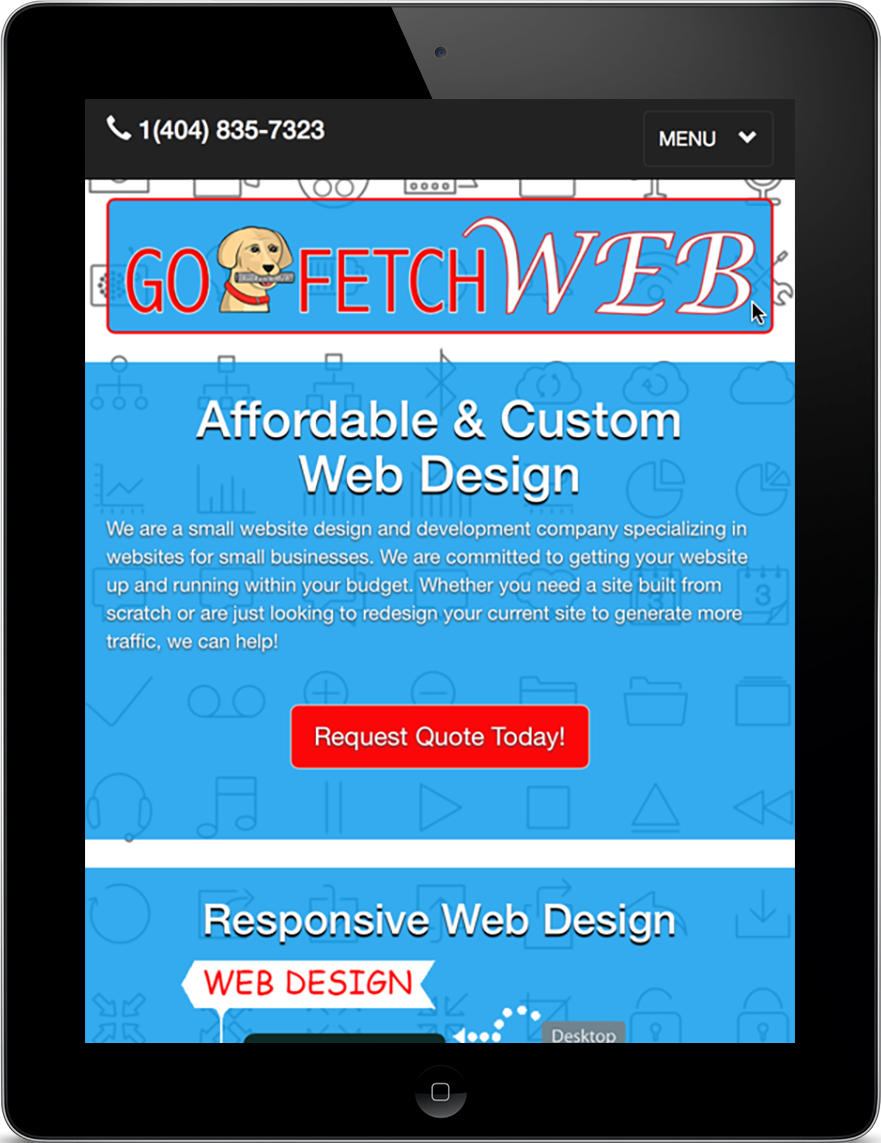 1(404) 835-7323
MENU
GO FETCH WEB
Affordable & Custom
Web Design
We are a small website design and development company specializing in
websites for small businesses. We are committed to getting your website
up and running within your budget. Whether you need a site built from
scratch or are just looking to redesign your current site to generate more
traffic, we can help!
3
3
Request Quote Today!
Responsive Web Design
WEB DESIGN
Desktop